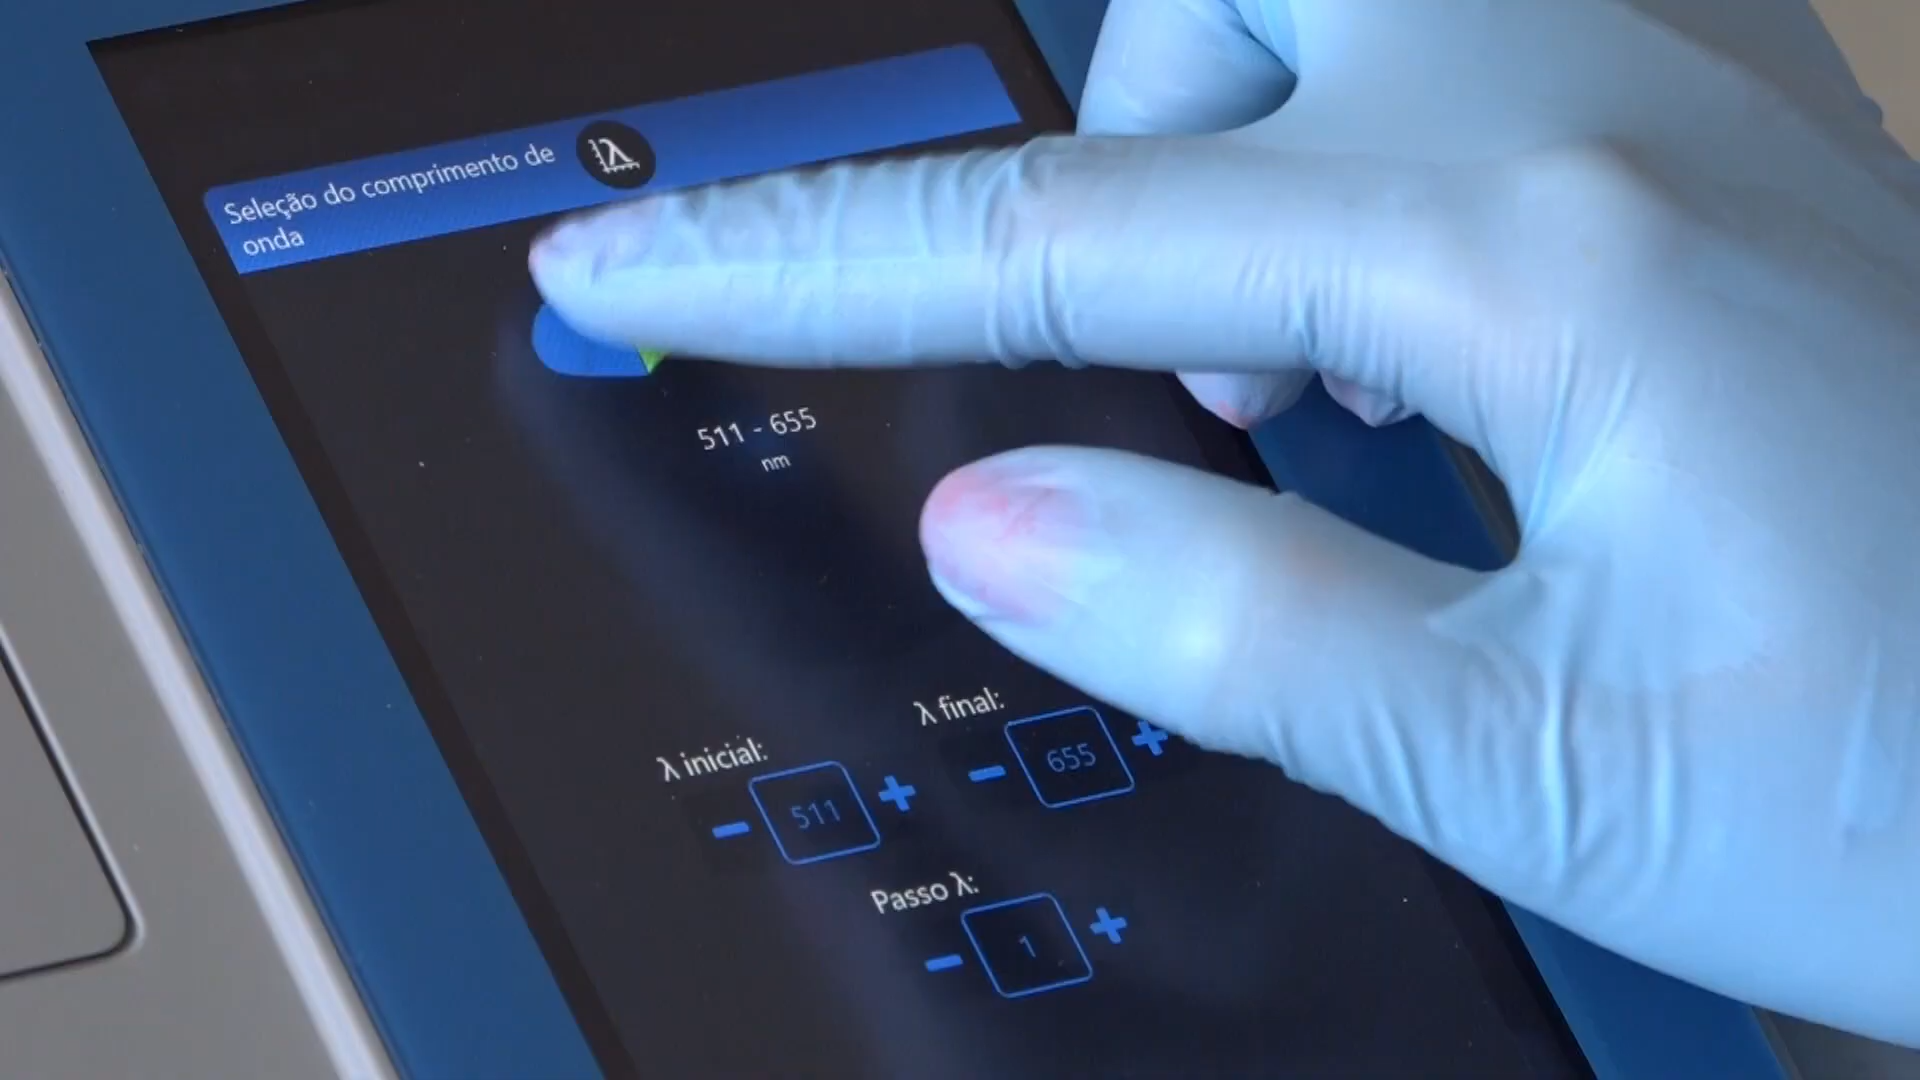 Seleção do comprimento de
onda
λ
511 - 655
nm
λ inicial:
511
λ final:
655
Passo λ:
1